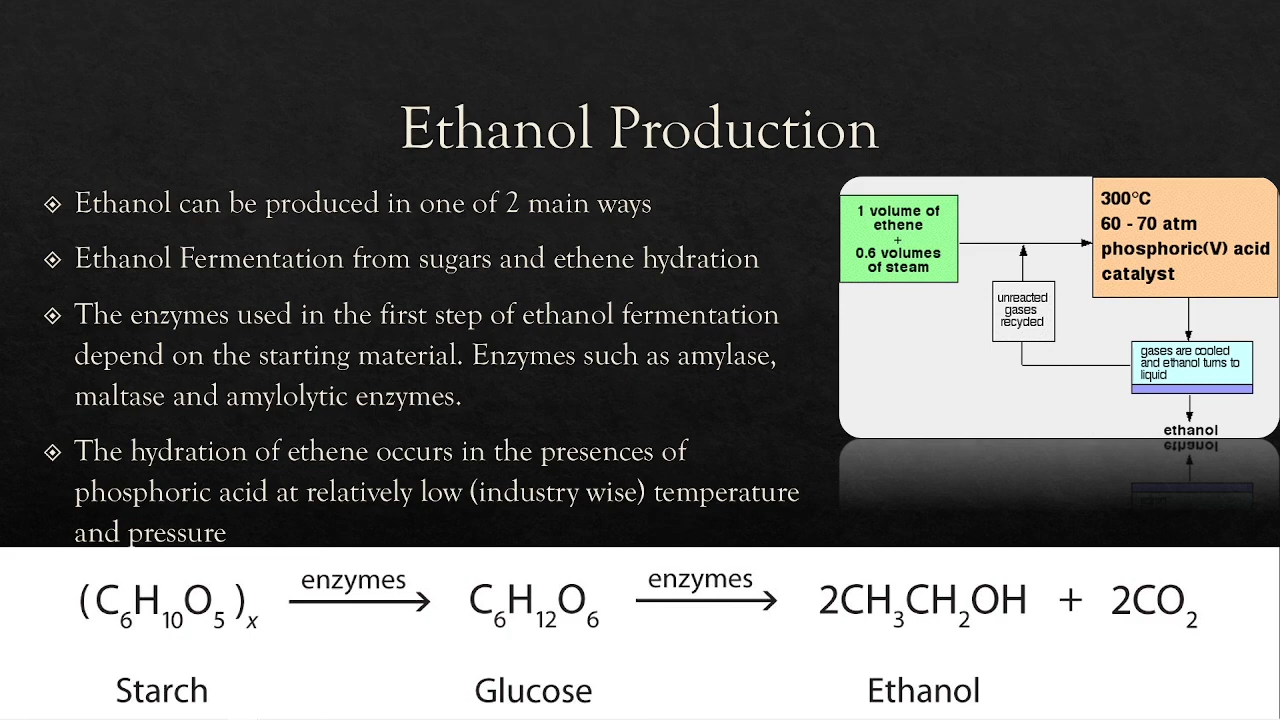 Ethanol Production
Ethanol can be produced in one of 2 main ways
Ethanol Fermentation from sugars and ethene hydration
The enzymes used in the first step of ethanol fermentation
depend on the starting material. Enzymes such as amylase,
maltase and amylolytic enzymes.
The hydration of ethene occurs in the presences of
phosphoric acid at relatively low (industry wise) temperature
and pressure
1 volume of
ethene
+
0.6 volumes
of steam
300°C
60 - 70 atm
phosphoric(V) acid
catalyst
unreacted
gases
recycled
gases are cooled
and ethanol turns to
liquid
ethanol
(C6H10O5)x enzymes C6H12O6 enzymes 2CH3CH2OH + 2CO2
Starch Glucose Ethanol